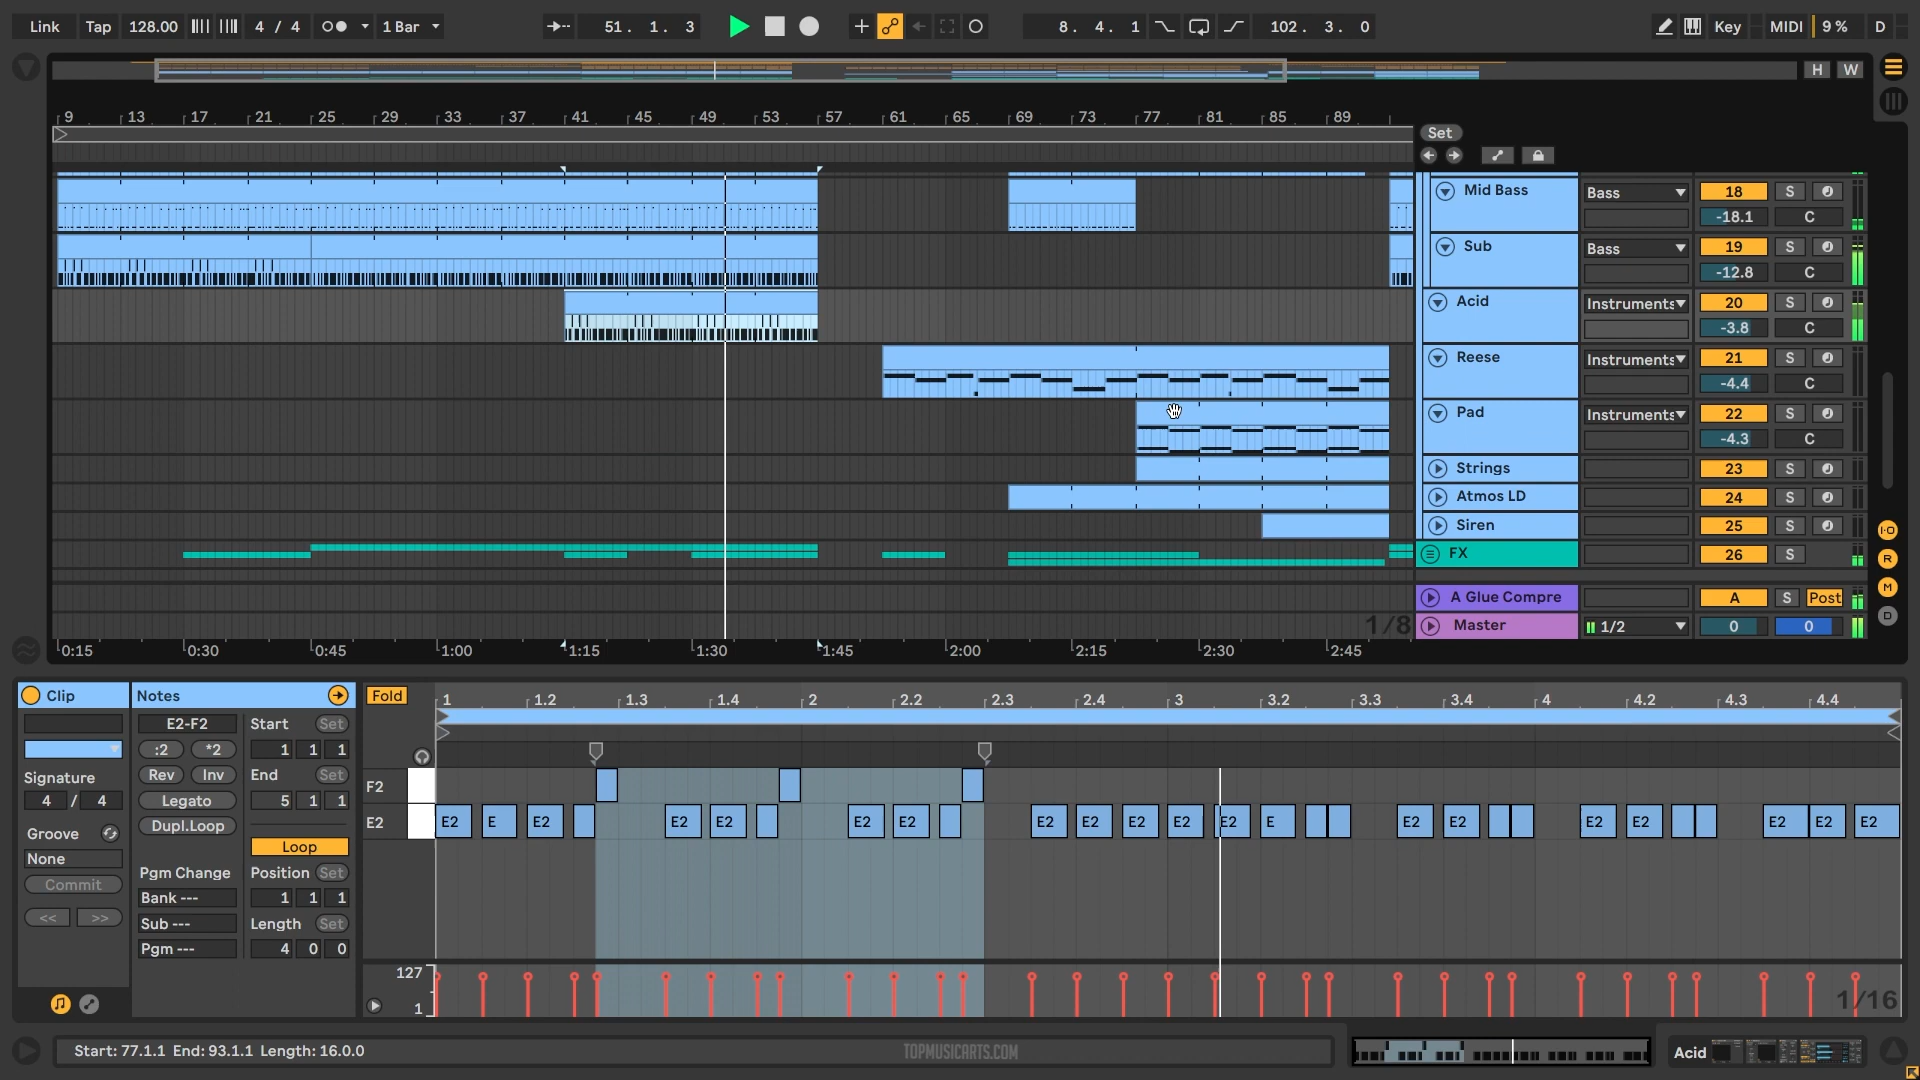 Link Tap 128.00 4 / 4 1 Bar 51. 1. 3 8. 4. 1 102. 3. 0 Key MIDI 9 % D
H W
9 13 17 21 25 29 33 37 41 45 49 53 57 61 65 69 73 77 81 85 89
Set
Mid Bass Bass 18 S
-18.1 C
Sub Bass 19 S
-12.8 C
Acid Instruments 20 S
-3.8 C
Reese Instruments 21 S
-4.4 C
Pad Instruments 22 S
-4.3 C
Strings 23 S
Atmos LD 24 S
Siren 25 S
I·O
FX 26 S
R
M
A Glue Compre A S Post
D
1/8 Master 1/2 0 0
0:15 0:30 0:45 1:00 1:15 1:30 1:45 2:00 2:15 2:30 2:45
Clip Notes Fold 1 1.2 1.3 1.4 2 2.2 2.3 2.4 3 3.2 3.3 3.4 4 4.2 4.3 4.4
E2-F2 Start Set
:2 *2 1 1 1
Signature Rev Inv End Set
4 / 4 Legato 5 1 1
Groove Dupl.Loop
None Loop
Commit Pgm Change Position Set
<< >> Bank --- 1 1 1
Sub --- Length Set
Pgm --- 4 0 0
F2
E2 E2 E E2 E2 E2 E2 E2 E2 E2 E2 E2 E2 E E2 E2 E2 E2 E2 E2 E2
127
1 1/16
Start: 77.1.1 End: 93.1.1 Length: 16.0.0 TOPMUSICARTS.COM Acid